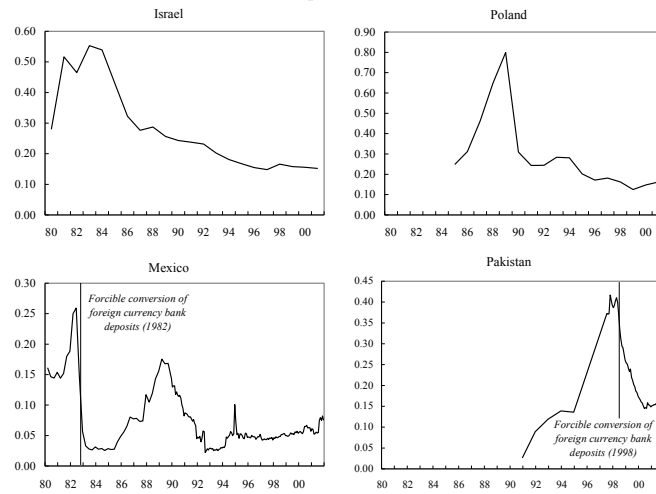 Israel
0.60
0.50
0.40
0.30
0.20
0.10
0.00
80 82 84 86 88 90 92 94 96 98 00
Poland
0.90
0.80
0.70
0.60
0.50
0.40
0.30
0.20
0.10
0.00
80 82 84 86 88 90 92 94 96 98 00
Mexico
0.30
0.25
0.20
0.15
0.10
0.05
0.00
Forcible conversion of
foreign currency bank
deposits (1982)
80 82 84 86 88 90 92 94 96 98 00
Pakistan
0.45
0.40
0.35
0.30
0.25
0.20
0.15
0.10
0.05
0.00
Forcible conversion of
foreign currency bank
deposits (1998)
80 82 84 86 88 90 92 94 96 98 00